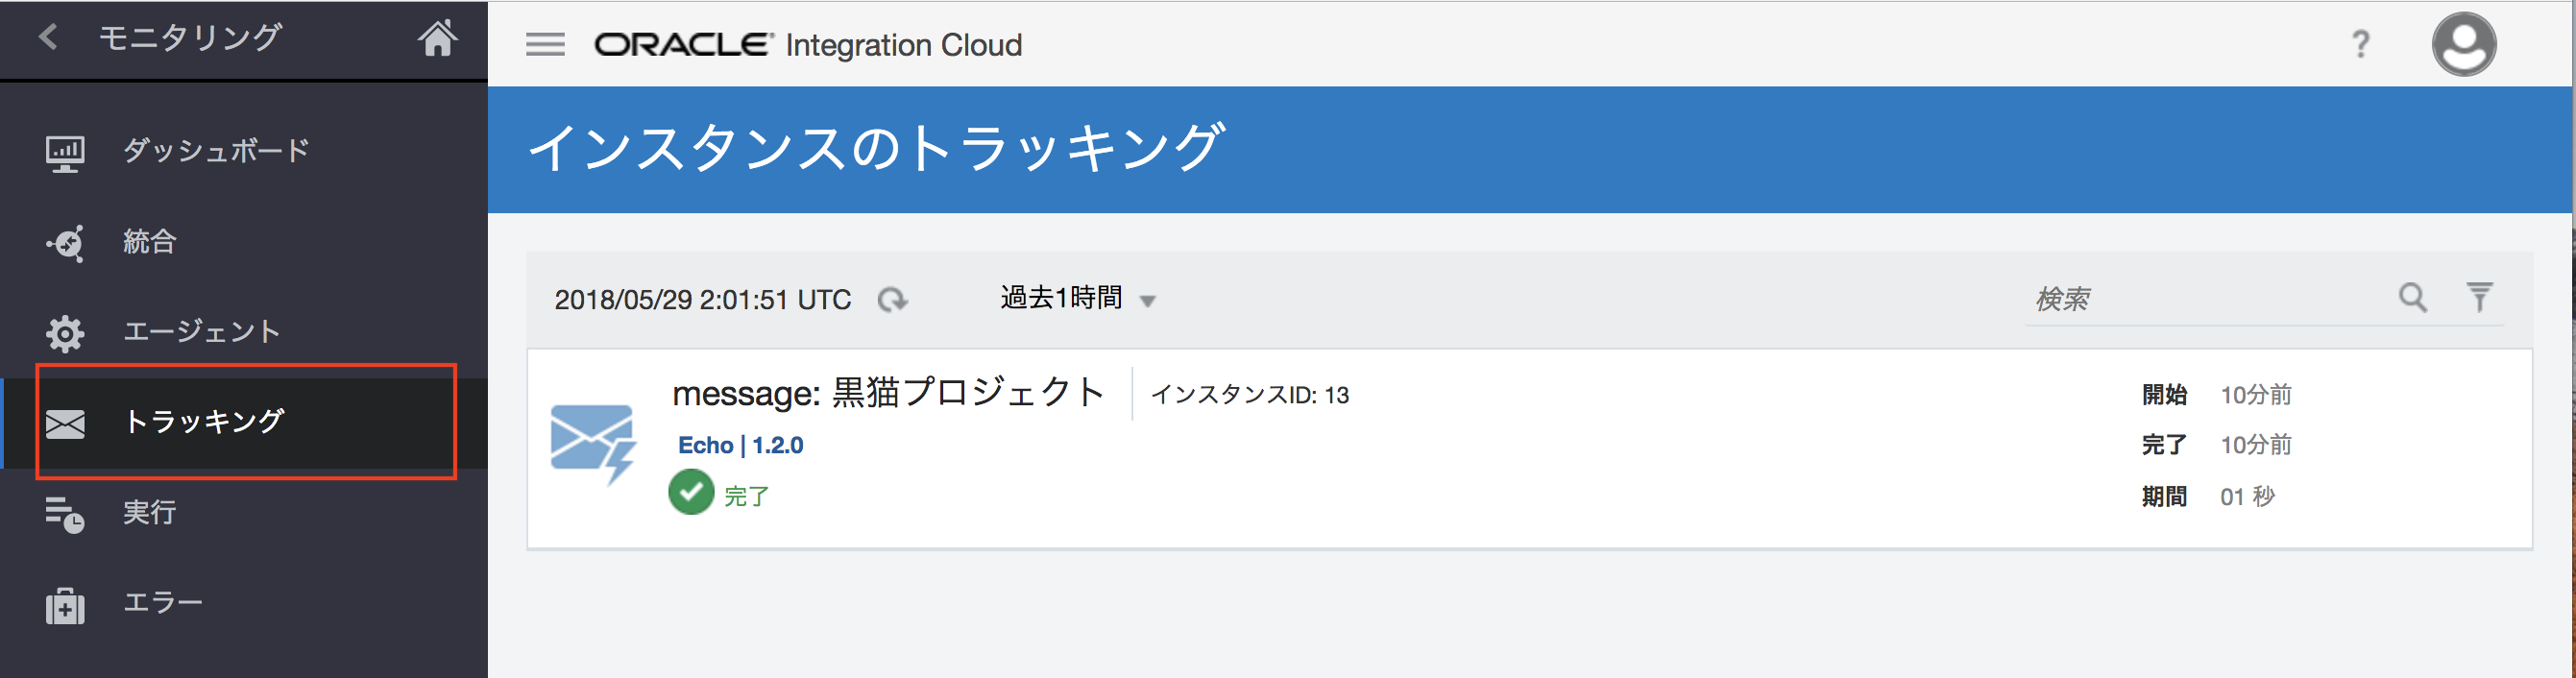 モニタリング
ダッシュボード
統合
エージェント
トラッキング
実行
エラー
ORACLE Integration Cloud
?
インスタンスのトラッキング
2018/05/29 2:01:51 UTC 過去1時間 検索
message: 黒猫プロジェクト インスタンスID: 13
Echo | 1.2.0
完了
開始 10分前
完了 10分前
期間 01 秒